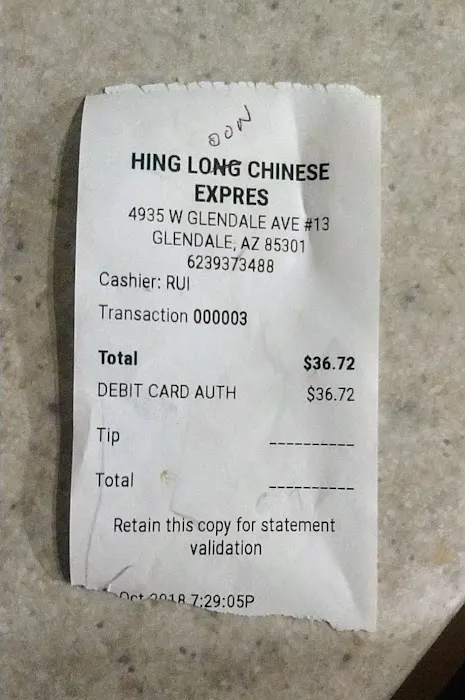 HING LONG CHINESE
EXPRES
4935 W GLENDALE AVE #13
GLENDALE, AZ 85301
6239373488
Cashier: RUI
Transaction 000003
Total $36.72
DEBIT CARD AUTH $36.72
Tip ----------
Total ----------
Retain this copy for statement
validation
Oct 2018 7:29:05P